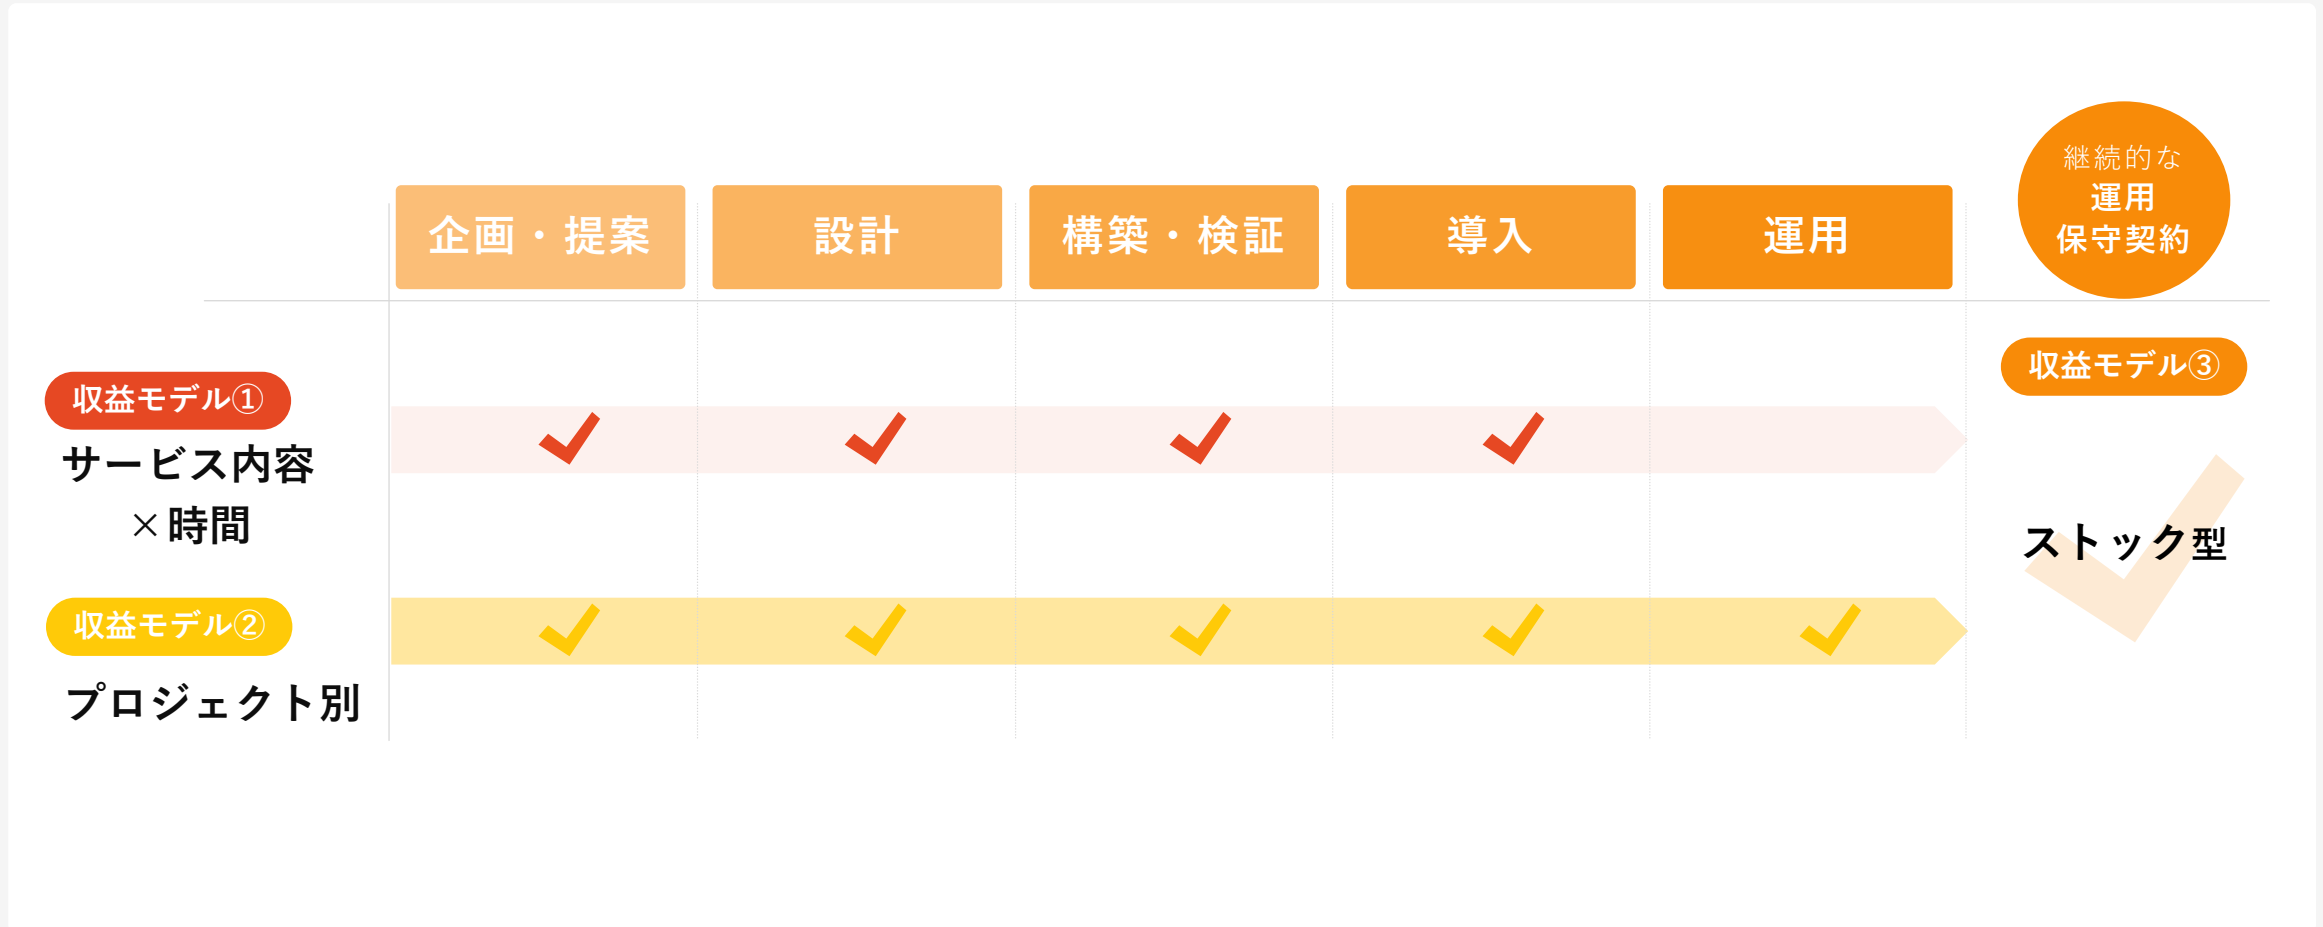 企画・提案
設計
構築・検証
導入
運用
継続的な
運用
保守契約
収益モデル①
サービス内容
×時間
収益モデル②
プロジェクト別
収益モデル③
ストック型